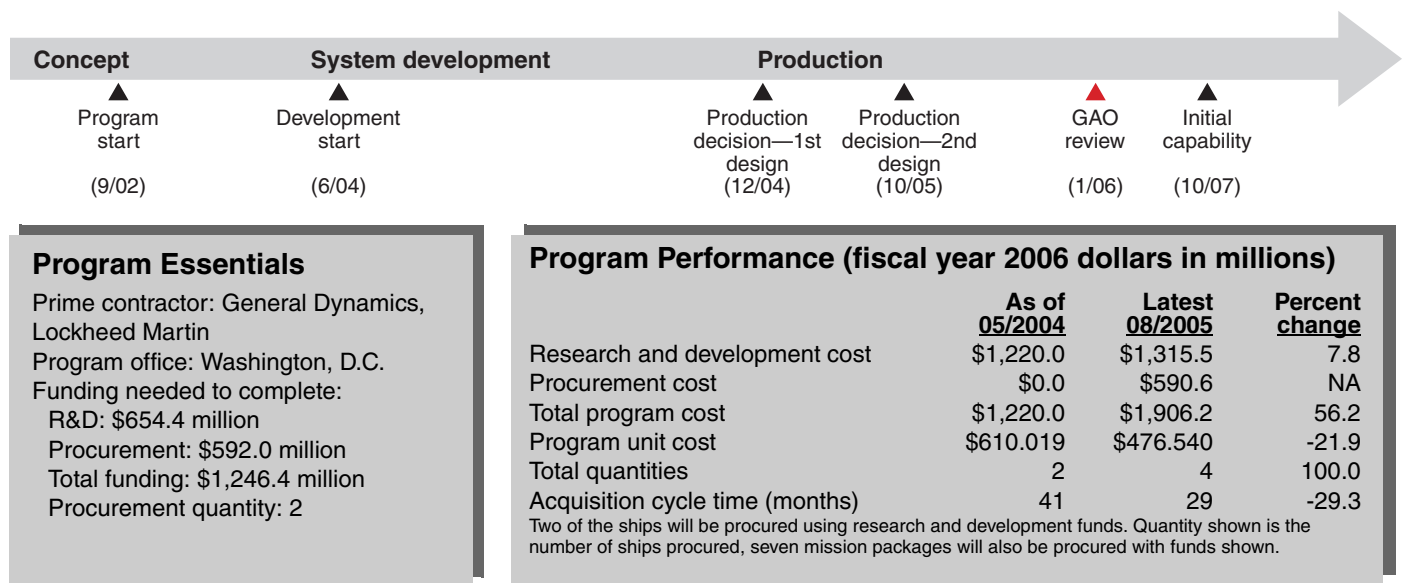 Concept System development Production
Program start
Development start
Production decision—1st design
Production decision—2nd design
GAO review
Initial capability
(9/02) (6/04) (12/04) (10/05) (1/06) (10/07)
Program Essentials
Prime contractor: General Dynamics,
Lockheed Martin
Program office: Washington, D.C.
Funding needed to complete:
R&D: $654.4 million
Procurement: $592.0 million
Total funding: $1,246.4 million
Procurement quantity: 2
Program Performance (fiscal year 2006 dollars in millions)
As of Latest Percent
05/2004 08/2005 change
Research and development cost $1,220.0 $1,315.5 7.8
Procurement cost $0.0 $590.6 NA
Total program cost $1,220.0 $1,906.2 56.2
Program unit cost $610.019 $476.540 -21.9
Total quantities 2 4 100.0
Acquisition cycle time (months) 41 29 -29.3
Two of the ships will be procured using research and development funds. Quantity shown is the
number of ships procured, seven mission packages will also be procured with funds shown.